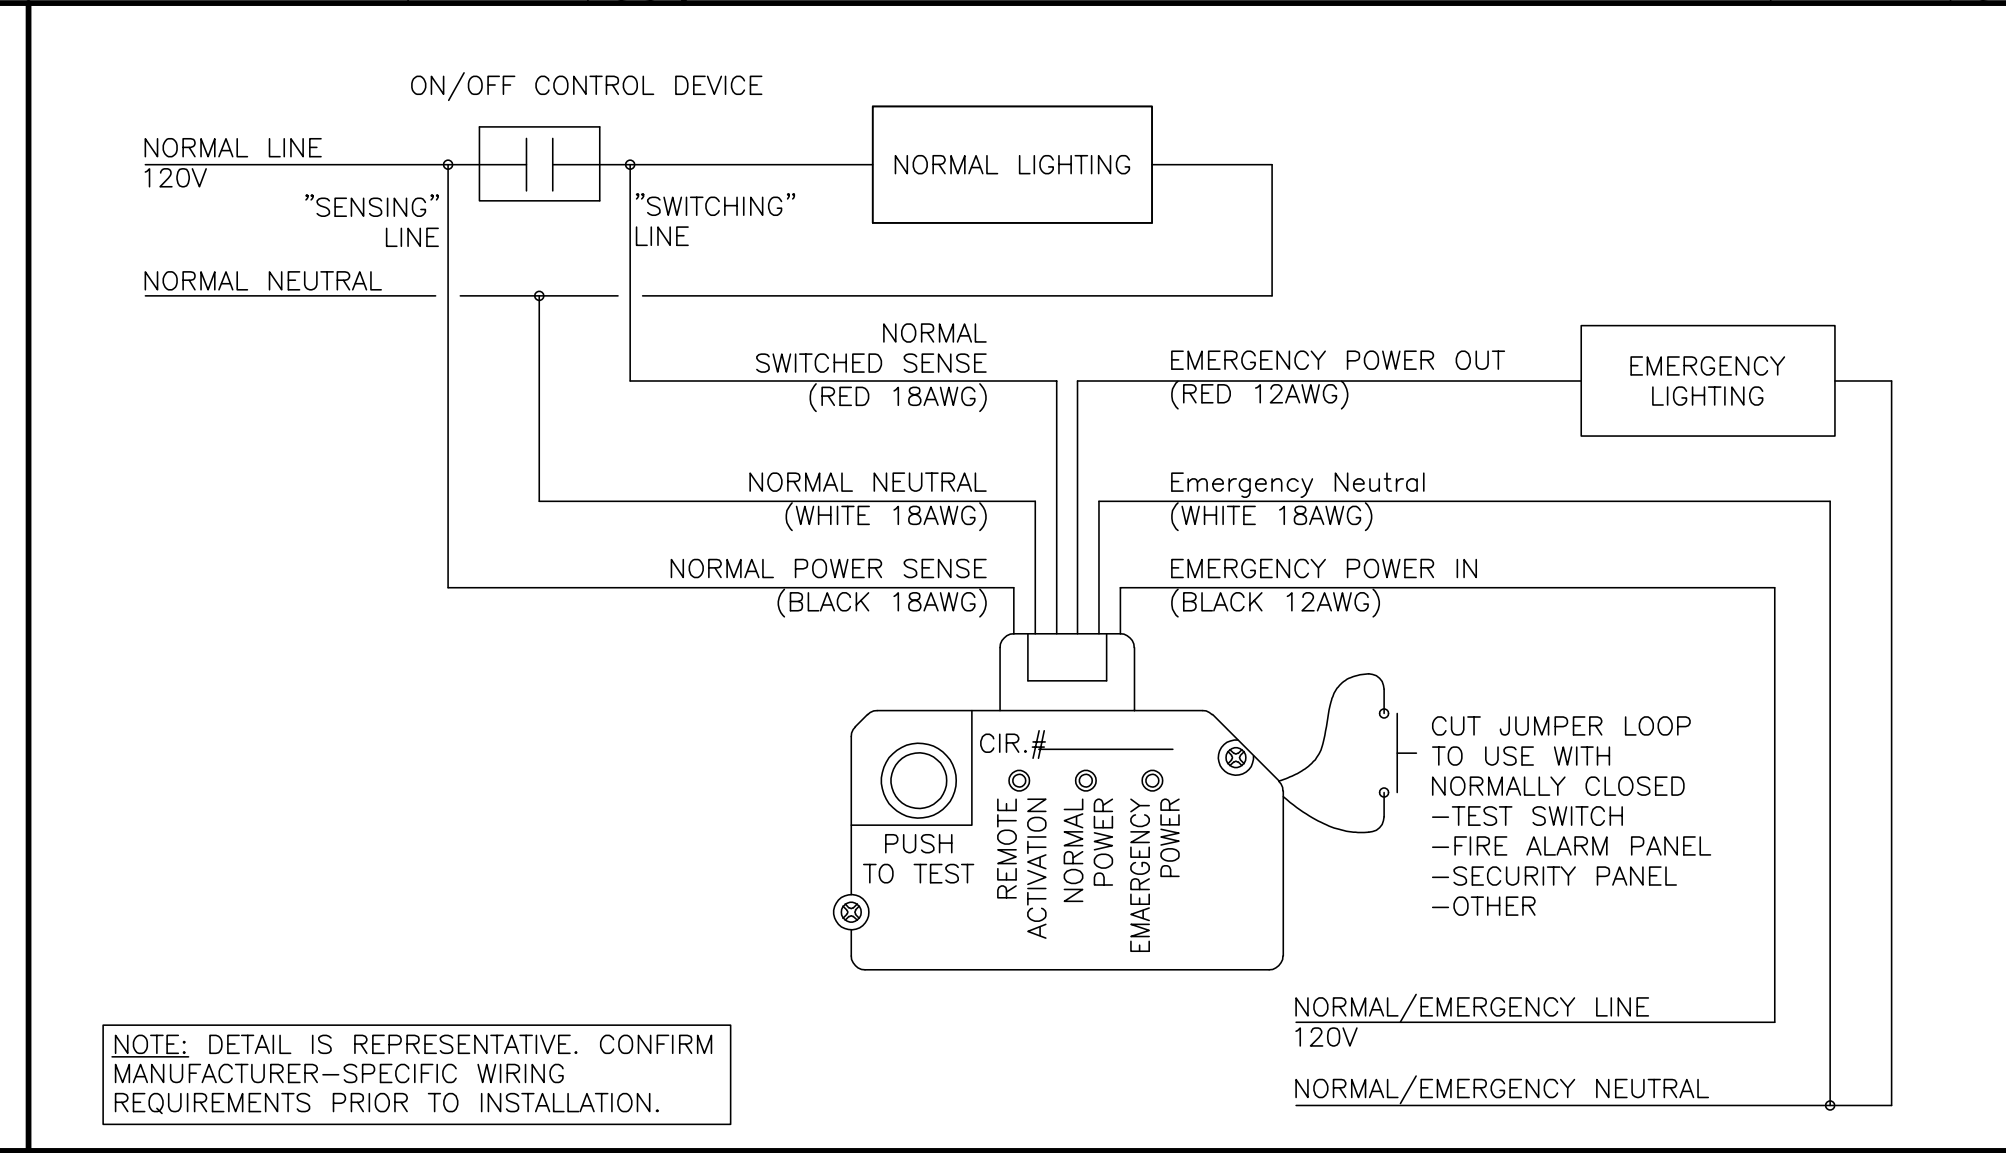 ON/OFF CONTROL DEVICE
NORMAL LINE
120V
NORMAL LIGHTING
"SENSING"
LINE
"SWITCHING"
LINE
NORMAL NEUTRAL
NORMAL
SWITCHED SENSE
(RED 18AWG)
EMERGENCY POWER OUT
(RED 12AWG)
EMERGENCY
LIGHTING
NORMAL NEUTRAL
(WHITE 18AWG)
Emergency Neutral
(WHITE 18AWG)
NORMAL POWER SENSE
(BLACK 18AWG)
EMERGENCY POWER IN
(BLACK 12AWG)
CIR.#
PUSH
TO TEST
REMOTE
ACTIVATION
NORMAL
POWER
EMAERGENCY
POWER
CUT JUMPER LOOP
TO USE WITH
NORMALLY CLOSED
-TEST SWITCH
-FIRE ALARM PANEL
-SECURITY PANEL
-OTHER
NORMAL/EMERGENCY LINE
120V
NORMAL/EMERGENCY NEUTRAL
NOTE: DETAIL IS REPRESENTATIVE. CONFIRM
MANUFACTURER-SPECIFIC WIRING
REQUIREMENTS PRIOR TO INSTALLATION.